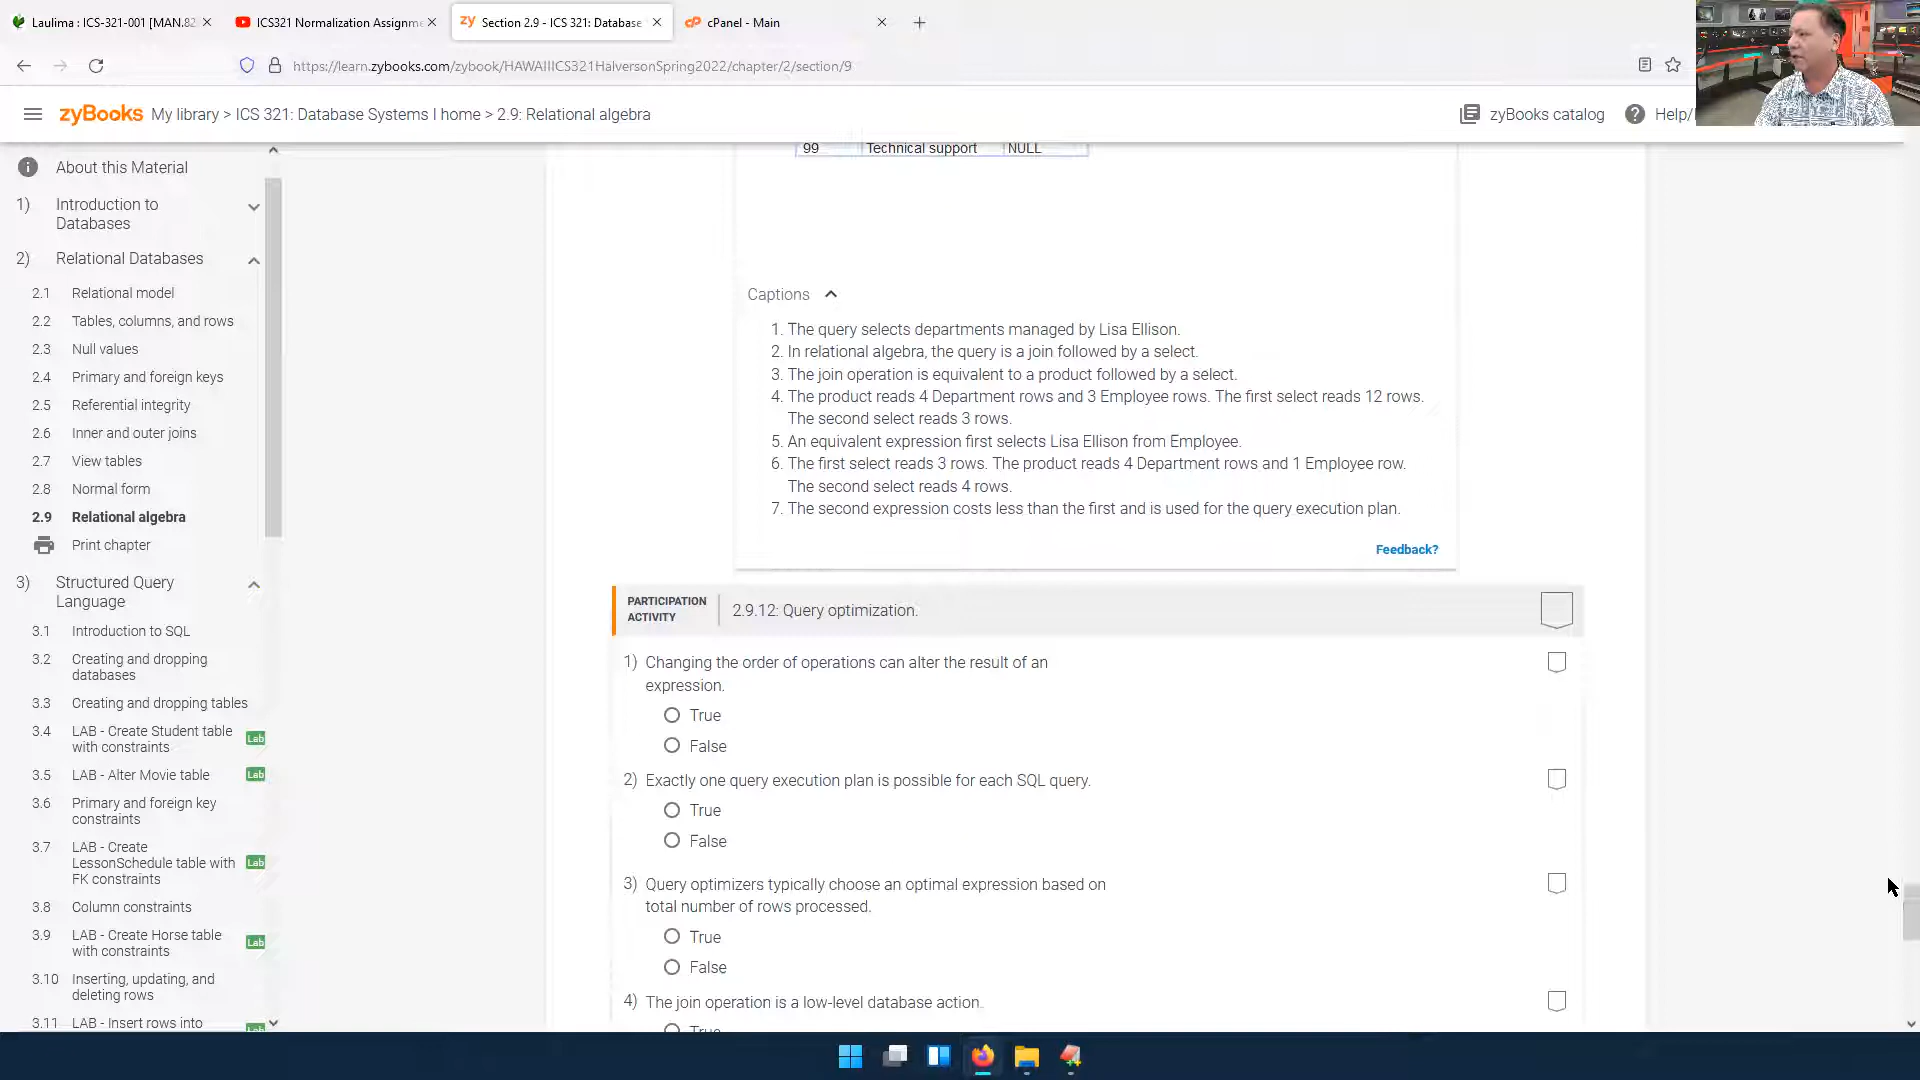 Laulima : ICS-321-001 [MAN.82
ICS321 Normalization Assignme
zy Section 2.9 - ICS 321: Database
cP cPanel - Main
https://learn.zybooks.com/zybook/HAWAIIICS321HalversonSpring2022/chapter/2/section/9
zyBooks My library > ICS 321: Database Systems I home > 2.9: Relational algebra
zyBooks catalog
Help/
About this Material
1) Introduction to
Databases
2) Relational Databases
2.1 Relational model
2.2 Tables, columns, and rows
2.3 Null values
2.4 Primary and foreign keys
2.5 Referential integrity
2.6 Inner and outer joins
2.7 View tables
2.8 Normal form
2.9 Relational algebra
Print chapter
3) Structured Query
Language
3.1 Introduction to SQL
3.2 Creating and dropping
databases
3.3 Creating and dropping tables
3.4 LAB - Create Student table
with constraints
Lab
3.5 LAB - Alter Movie table
Lab
3.6 Primary and foreign key
constraints
3.7 LAB - Create
LessonSchedule table with
FK constraints
Lab
3.8 Column constraints
3.9 LAB - Create Horse table
with constraints
Lab
3.10 Inserting, updating, and
deleting rows
3.11 LAB - Insert rows into
Lab
99 Technical support NULL
Captions
1. The query selects departments managed by Lisa Ellison.
2. In relational algebra, the query is a join followed by a select.
3. The join operation is equivalent to a product followed by a select.
4. The product reads 4 Department rows and 3 Employee rows. The first select reads 12 rows.
The second select reads 3 rows.
5. An equivalent expression first selects Lisa Ellison from Employee.
6. The first select reads 3 rows. The product reads 4 Department rows and 1 Employee row.
The second select reads 4 rows.
7. The second expression costs less than the first and is used for the query execution plan.
Feedback?
PARTICIPATION
ACTIVITY
2.9.12: Query optimization.
1) Changing the order of operations can alter the result of an
expression.
True
False
2) Exactly one query execution plan is possible for each SQL query.
True
False
3) Query optimizers typically choose an optimal expression based on
total number of rows processed.
True
False
4) The join operation is a low-level database action.
True